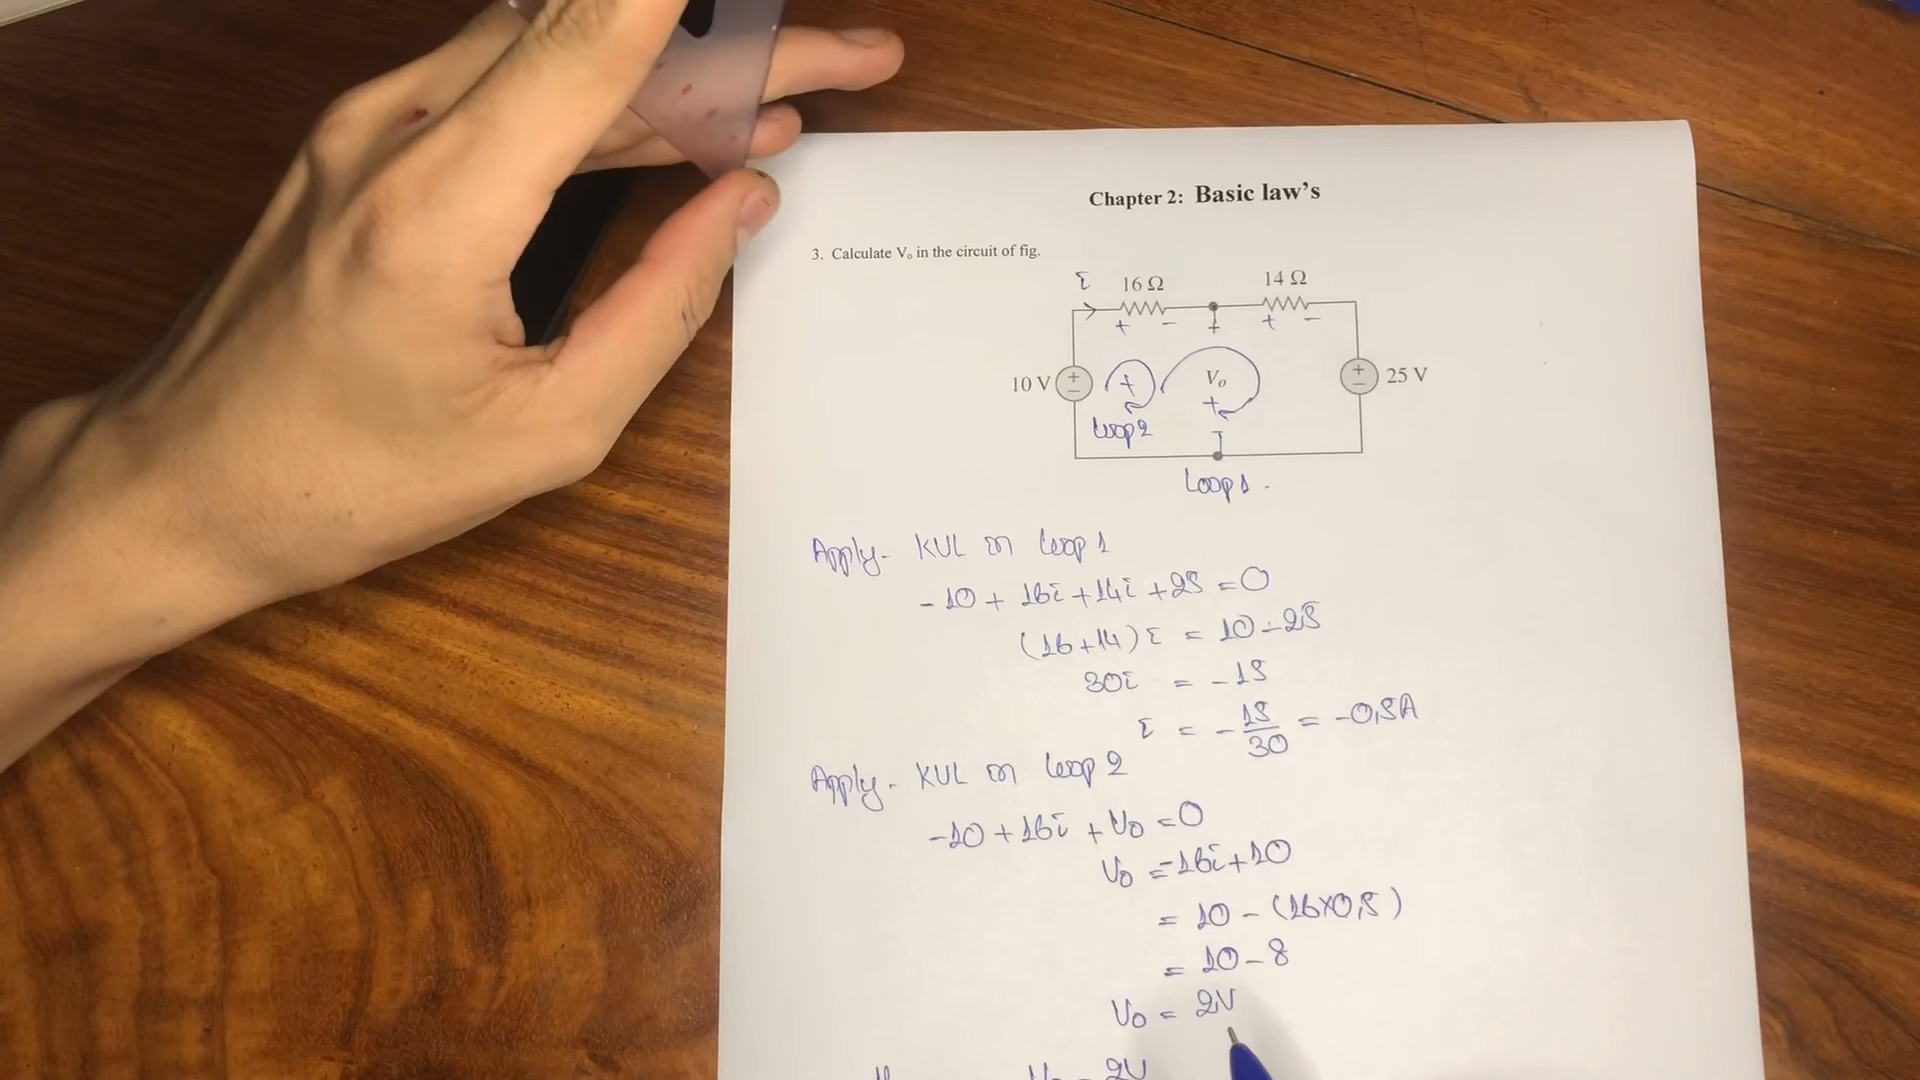 Chapter 2: Basic law's
3. Calculate Vo in the circuit of fig.
i 16 Ω 14 Ω
+ - + + -
10 V + - + Vo + - 25 V
+
Loop 2
-
Loop 1.
Apply- KVL on loop 1
-10 + 16i + 14i + 25 = 0
(16+14) i = 10 - 25
30i = - 15
i = - 15/30 = -0,5A
Apply- KVL on loop 2
-10 + 16i + Vo = 0
Vo = -16i + 10
= 10 - (16×0,5)
= 10 - 8
Vo = 2V
2V